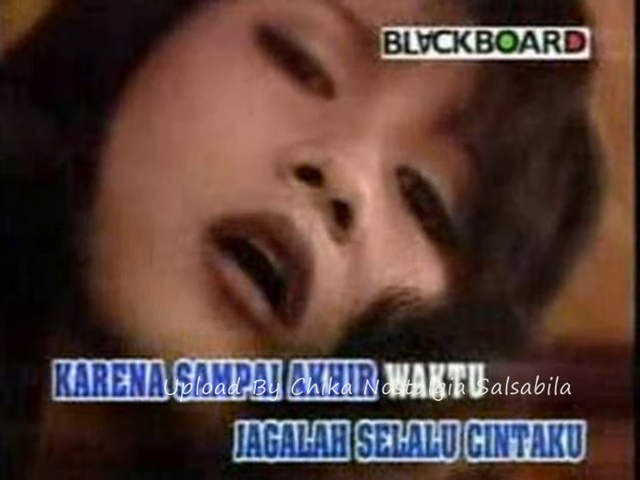 BLACKBOARD
KARENA SAMPAI AKHIR WAKTU
Upload By Chika Nostalgia Salsabila
JAGALAH SELALU CINTAKU